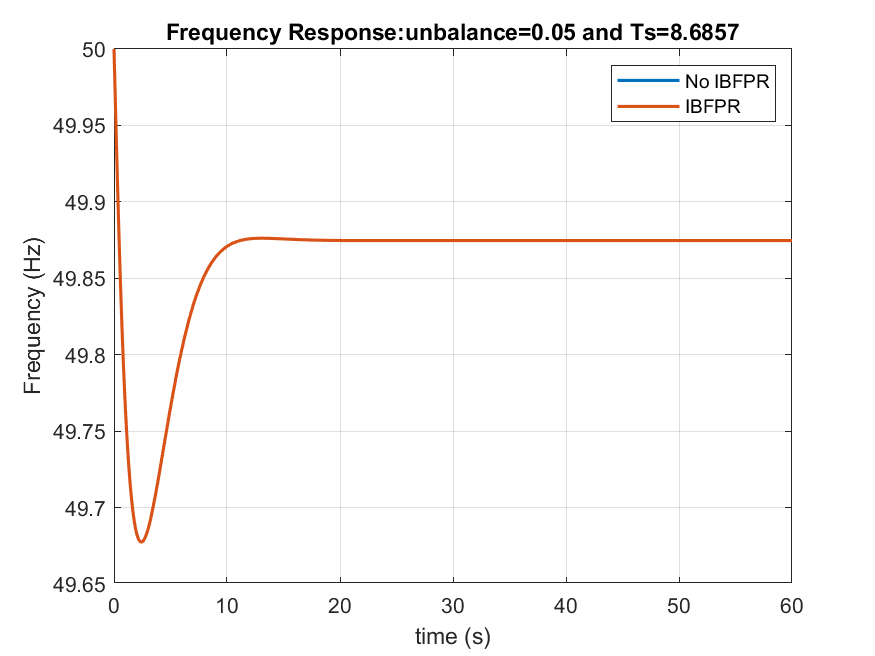 Frequency Response:unbalance=0.05 and Ts=8.6857
No IBFPR
IBFPR
50
49.95
49.9
49.85
49.8
49.75
49.7
49.65
Frequency (Hz)
0 10 20 30 40 50 60
time (s)